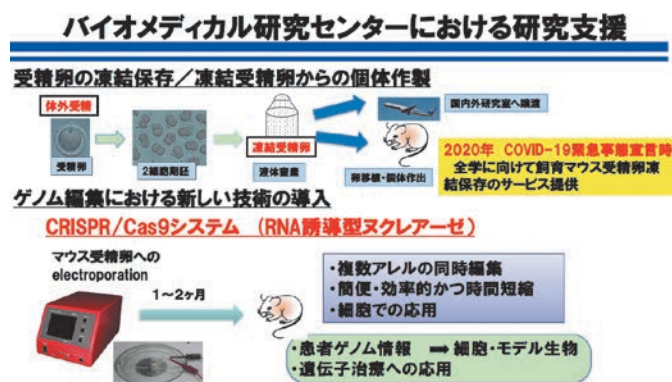 バイオメディカル研究センターにおける研究支援
受精卵の凍結保存／凍結受精卵からの個体作製
体外受精
受精卵
2細胞期胚
凍結受精卵
液体窒素
国内外研究室へ譲渡
卵移植・個体作出
2020年 COVID-19緊急事態宣言時
全学に向けて飼育マウス受精卵凍
結保存のサービス提供
ゲノム編集における新しい技術の導入
CRISPR/Cas9システム （RNA誘導型ヌクレアーゼ）
マウス受精卵への
electroporation
1～2ヶ月
・複数アレルの同時編集
・簡便・効率的かつ時間短縮
・細胞での応用
・患者ゲノム情報 ➡ 細胞・モデル生物
・遺伝子治療への応用